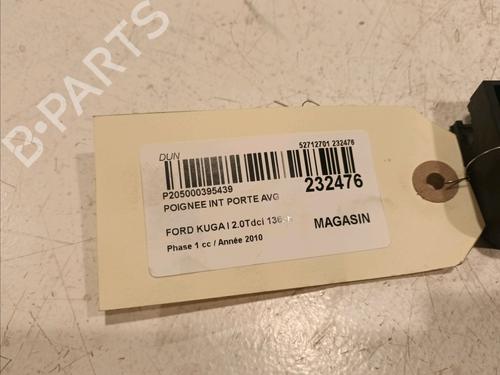 B-PARTS
DUN
52712701 232476
P205000395439
232476
POIGNEE INT PORTE AVG
FORD KUGA I 2.0Tdci 136
MAGASIN
Phase 1 cc / Année 2010